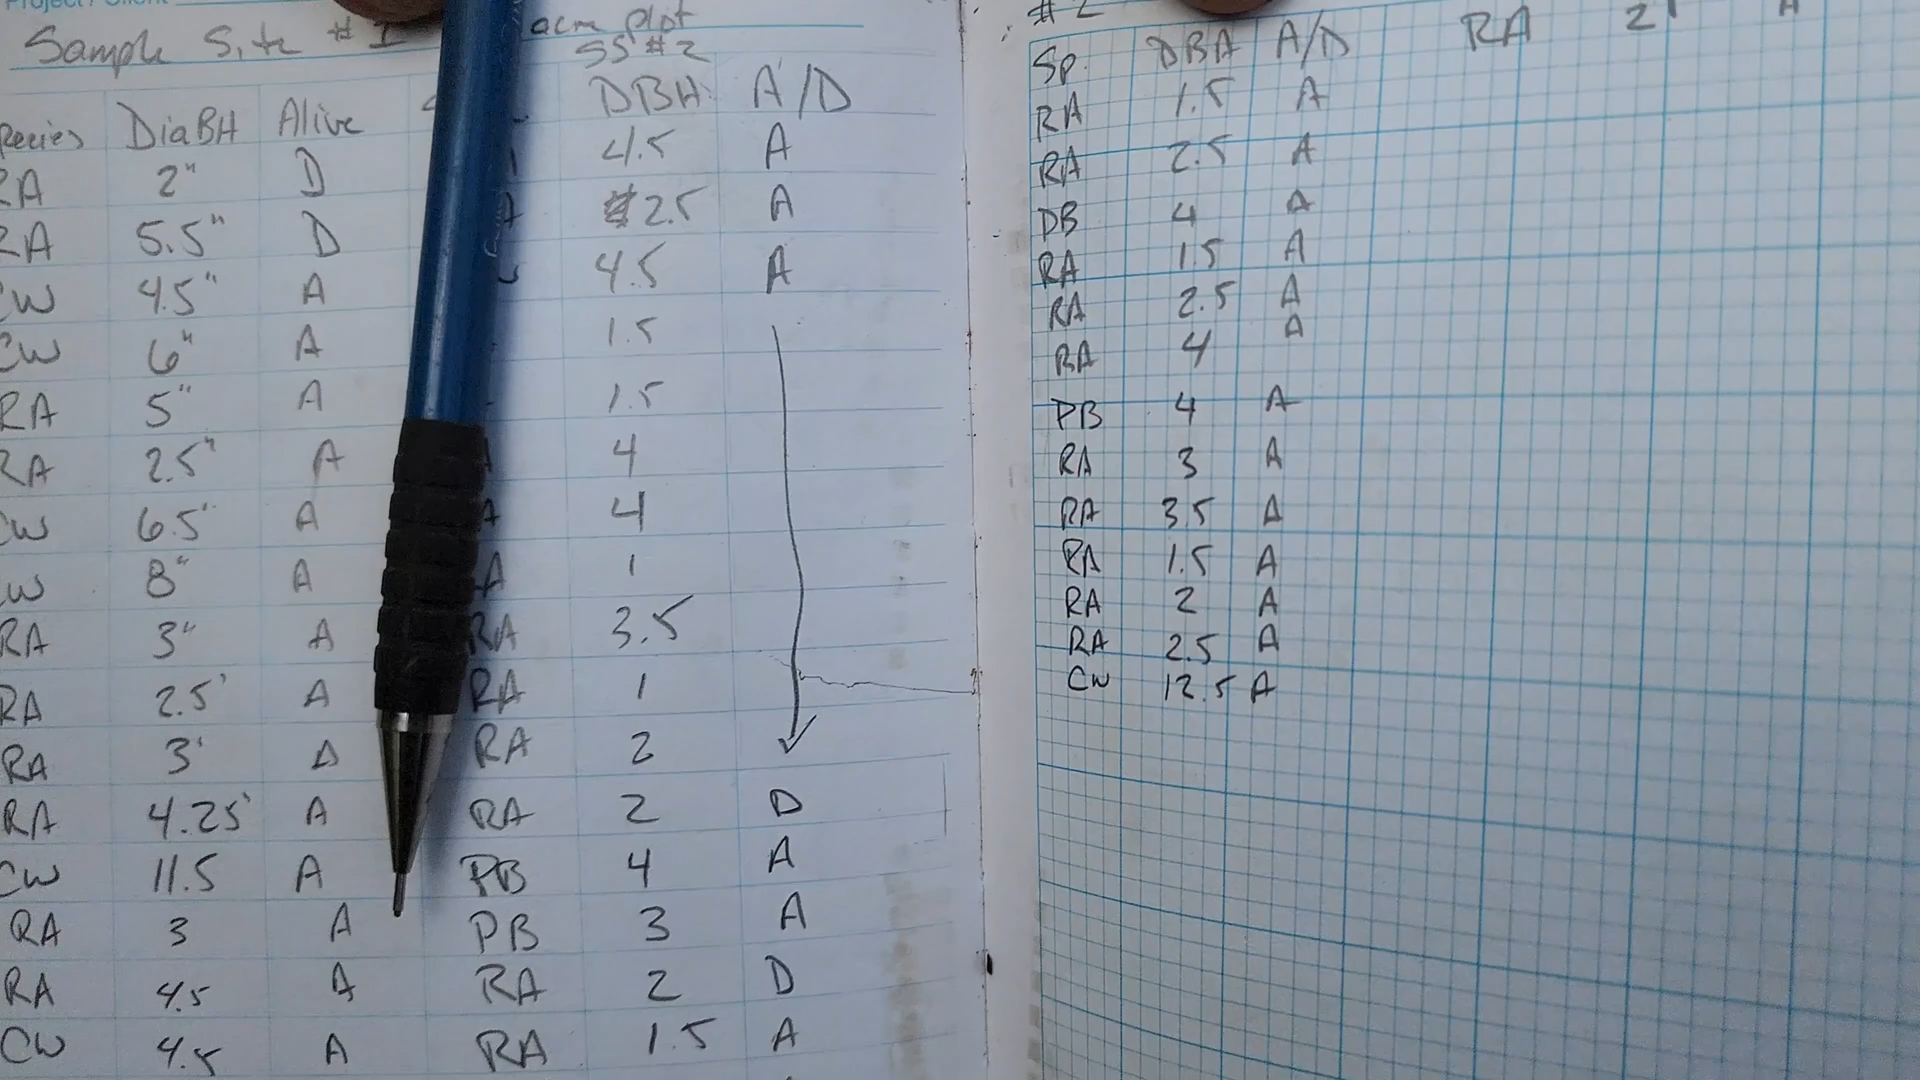 Project / Client
Sample Site # 1
acre plot
SS # 2
Species DiaBH Alive
DBH A/D
RA 2" D
4.5 A
RA 5.5" D
2.5 A
CW 4.5" A
4.5 A
CW 6" A
1.5
RA 5" A
1.5
RA 2.5" A
4
CW 6.5' A
4
CW 8" A
1
RA 3" A
RA 3.5
RA 2.5' A
RA 1
RA 3'
RA 2
RA 4.25' A
RA 2 D
CW 11.5 A
PB 4 A
RA 3 A
PB 3 A
RA 4.5 A
RA 2 D
CW 4.5 A
RA 1.5 A
# 2
Sp. DBA A/D
RA 2' A
RA 1.5 A
RA 2.5 A
DB 4 A
RA 1.5 A
RA 2.5 A
RA 4 A
PB 4 A
RA 3 A
RA 3.5 A
RA 1.5 A
RA 2 A
RA 2.5 A
CW 12.5 A